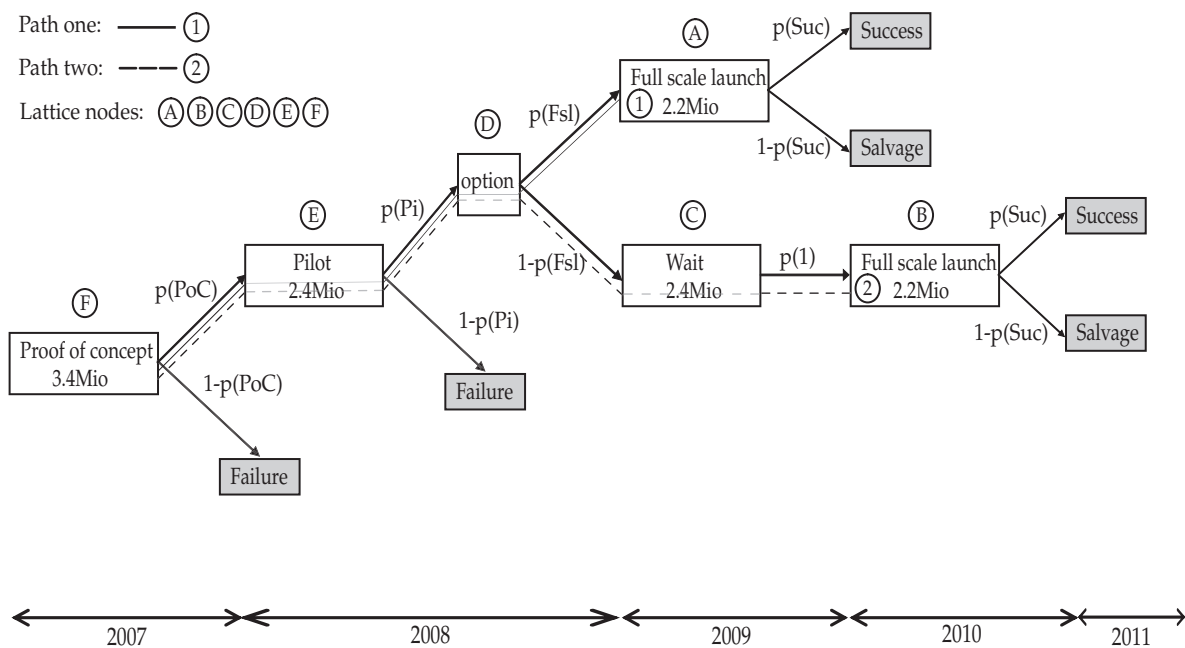 Path one: 1
Path two: 2
Lattice nodes: A B C D E F
A
p(Suc)
Success
Full scale launch
1 2.2Mio
p(Fsl)
1-p(Suc)
Salvage
D
option
p(Pi)
E
Pilot
2.4Mio
C
1-p(Fsl)
Wait
2.4Mio
p(1)
B
Full scale launch
2 2.2Mio
p(Suc)
Success
1-p(Suc)
Salvage
F
p(PoC)
Proof of concept
3.4Mio
1-p(Pi)
Failure
1-p(PoC)
Failure
2007 2008 2009 2010 2011